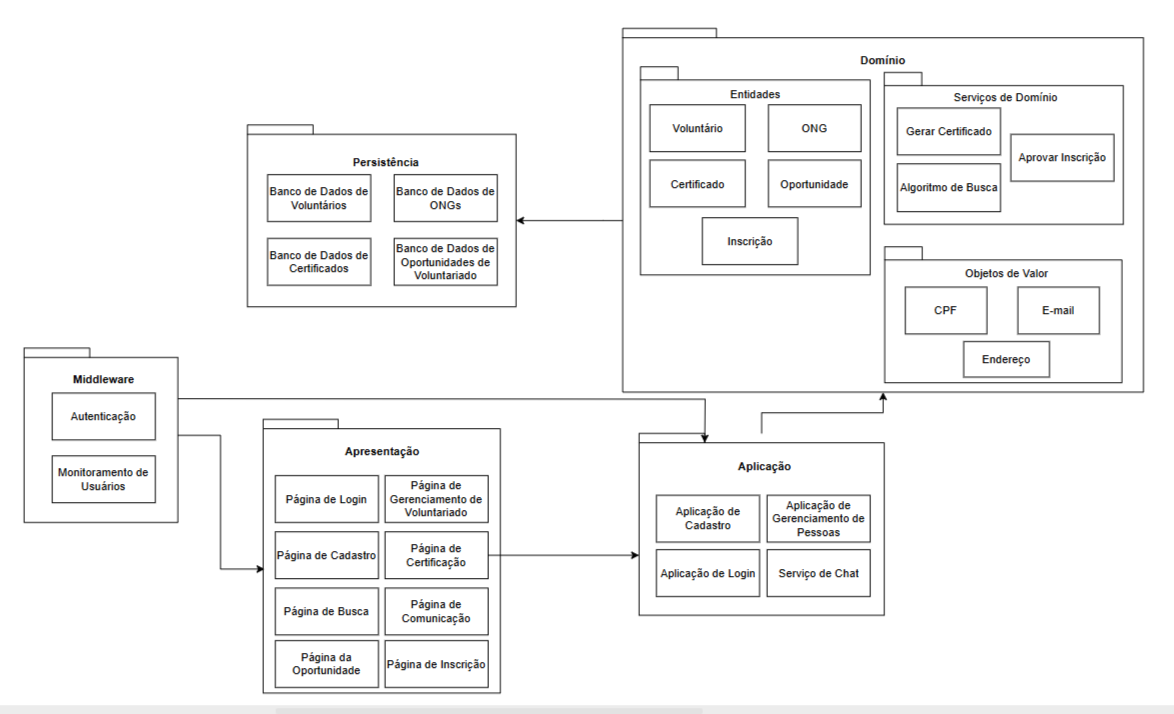 Domínio
Entidades
Voluntário
ONG
Certificado
Oportunidade
Inscrição
Serviços de Domínio
Gerar Certificado
Aprovar Inscrição
Algoritmo de Busca
Objetos de Valor
CPF
E-mail
Endereço
Persistência
Banco de Dados de
Voluntários
Banco de Dados de
ONGs
Banco de Dados de
Certificados
Banco de Dados de
Oportunidades de
Voluntariado
Middleware
Autenticação
Monitoramento de
Usuários
Apresentação
Página de Login
Página de
Gerenciamento de
Voluntariado
Página de Cadastro
Página de
Certificação
Página de Busca
Página de
Comunicação
Página da
Oportunidade
Página de Inscrição
Aplicação
Aplicação de
Cadastro
Aplicação de
Gerenciamento de
Pessoas
Aplicação de Login
Serviço de Chat